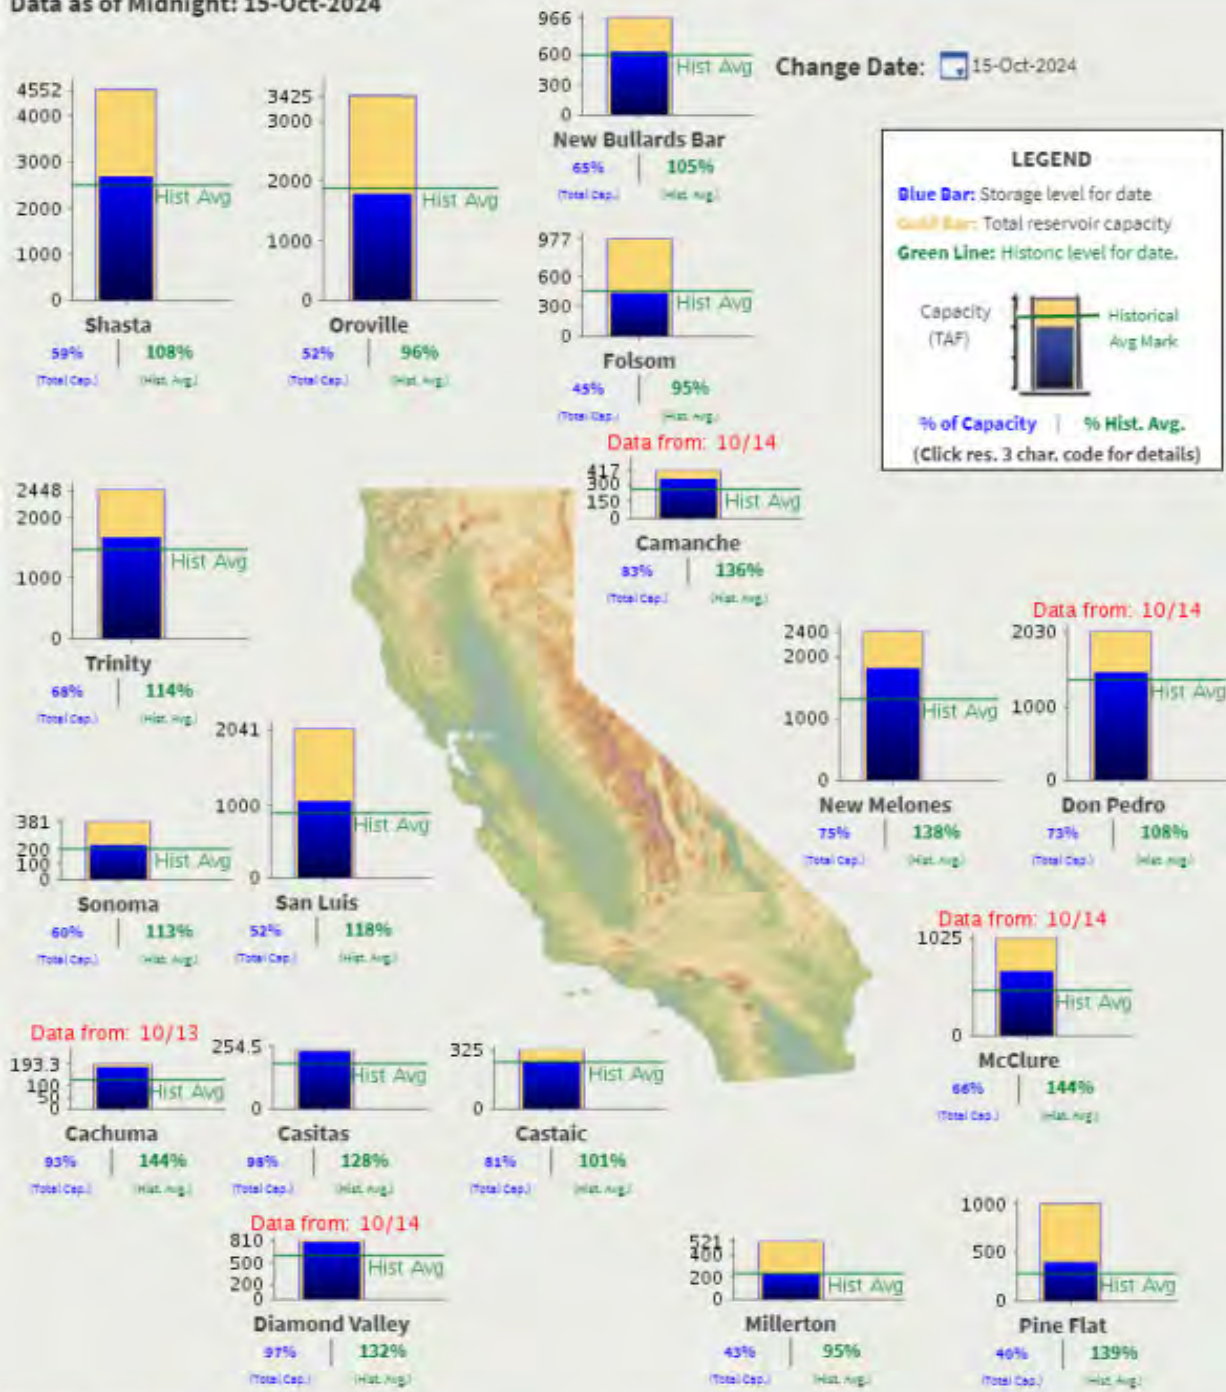 Data as of Midnight: 15-Oct-2024
Change Date: 15-Oct-2024
966
600
300
0
Hist Avg
New Bullards Bar
65% | 105%
(Total Cap.) (Hist. Avg.)
4552
4000
3000
2000
1000
0
Hist Avg
Shasta
59% | 108%
(Total Cap.) (Hist. Avg.)
3425
3000
2000
1000
0
Hist Avg
Oroville
52% | 96%
(Total Cap.) (Hist. Avg.)
977
600
300
0
Hist Avg
Folsom
45% | 95%
(Total Cap.) (Hist. Avg.)
LEGEND
Blue Bar: Storage level for date
Gold Bar: Total reservoir capacity
Green Line: Historic level for date.
Capacity
(TAF)
Historical
Avg Mark
% of Capacity | % Hist. Avg.
(Click res. 3 char. code for details)
Data from: 10/14
417
300
150
0
Hist Avg
Camanche
83% | 136%
(Total Cap.) (Hist. Avg.)
2448
2000
1000
0
Hist Avg
Trinity
68% | 114%
(Total Cap.) (Hist. Avg.)
2400
2000
1000
0
Hist Avg
New Melones
75% | 138%
(Total Cap.) (Hist. Avg.)
Data from: 10/14
2030
1000
0
Hist Avg
Don Pedro
73% | 108%
(Total Cap.) (Hist. Avg.)
381
200
100
0
Hist Avg
Sonoma
60% | 113%
(Total Cap.) (Hist. Avg.)
2041
1000
0
Hist Avg
San Luis
52% | 118%
(Total Cap.) (Hist. Avg.)
Data from: 10/14
1025
0
Hist Avg
McClure
66% | 144%
(Total Cap.) (Hist. Avg.)
Data from: 10/13
193.3
100
50
0
Hist Avg
Cachuma
93% | 144%
(Total Cap.) (Hist. Avg.)
254.5
0
Hist Avg
Casitas
98% | 128%
(Total Cap.) (Hist. Avg.)
325
0
Hist Avg
Castaic
81% | 101%
(Total Cap.) (Hist. Avg.)
Data from: 10/14
810
500
200
0
Hist Avg
Diamond Valley
97% | 132%
(Total Cap.) (Hist. Avg.)
521
400
200
0
Hist Avg
Millerton
43% | 95%
(Total Cap.) (Hist. Avg.)
1000
500
0
Hist Avg
Pine Flat
40% | 139%
(Total Cap.) (Hist. Avg.)